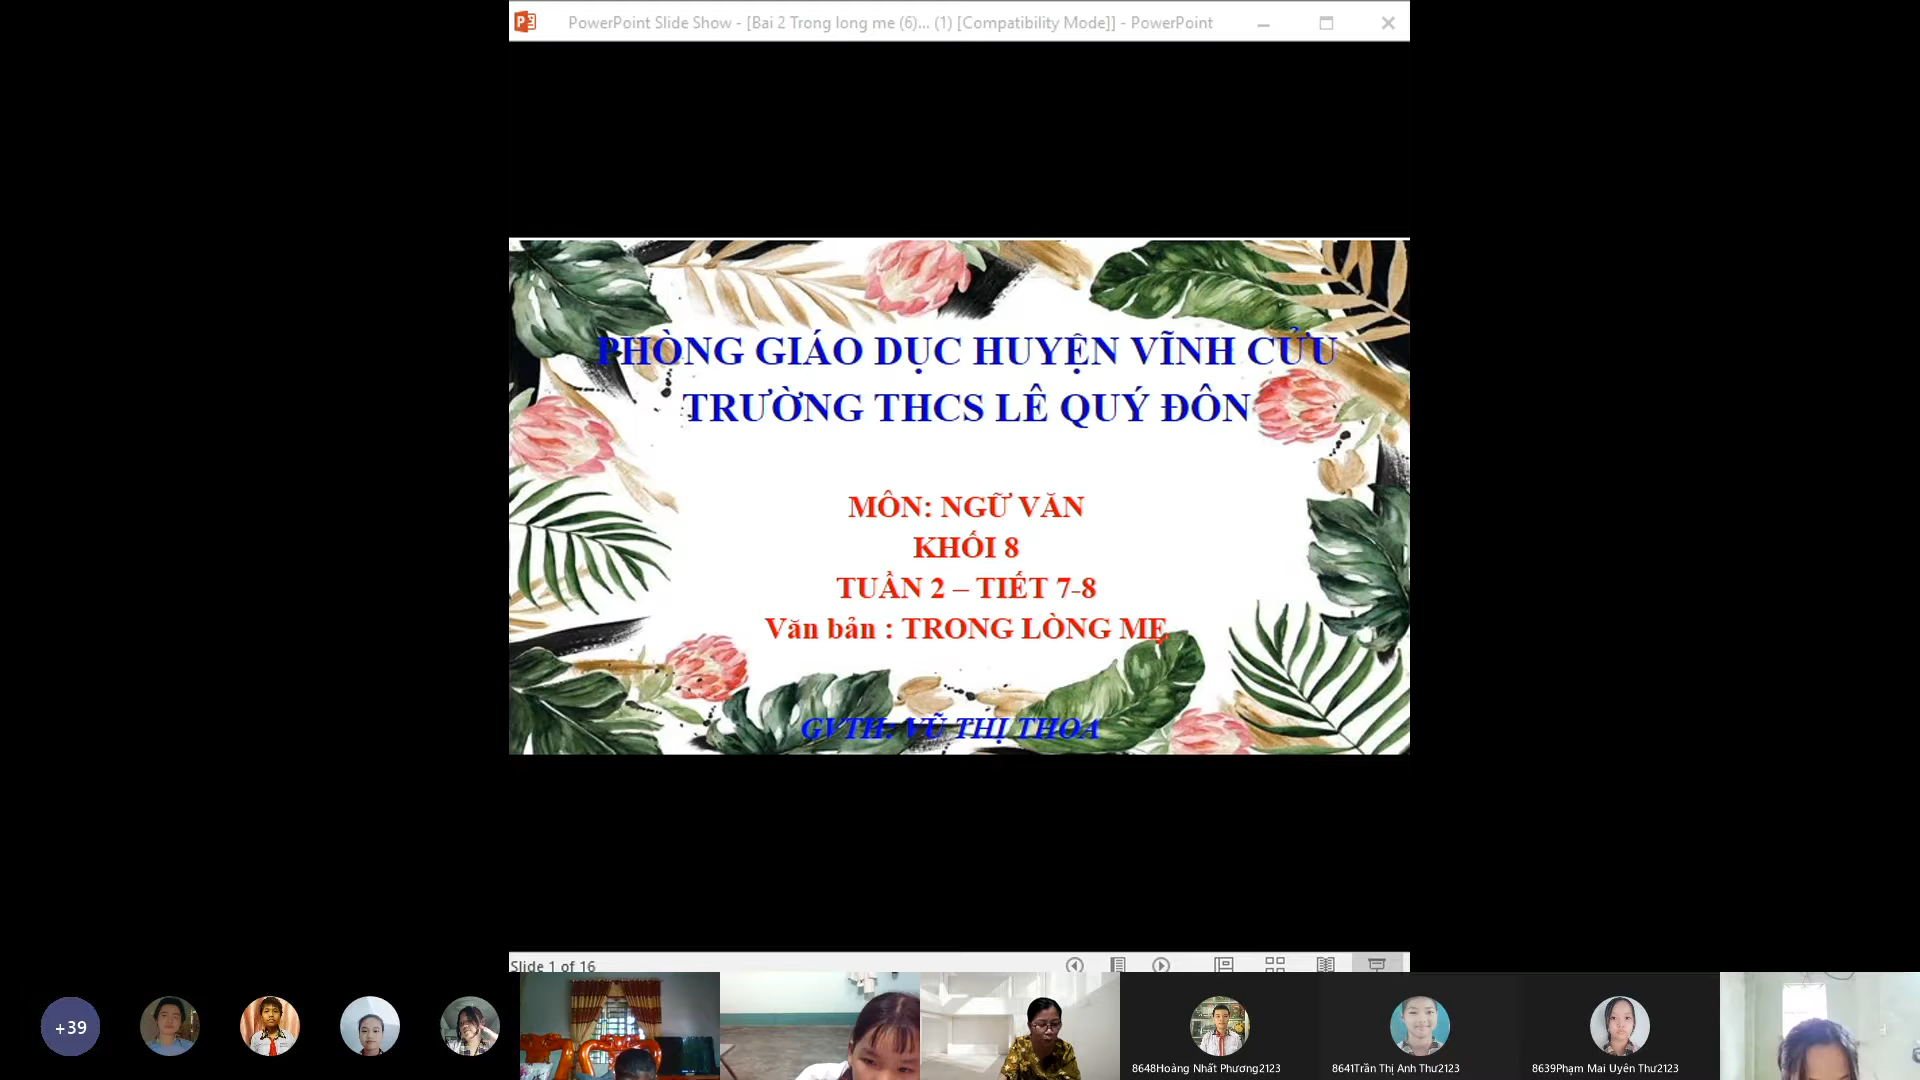 PowerPoint Slide Show - [Bai 2 Trong long me (6)... (1) [Compatibility Mode]] - PowerPoint
PHÒNG GIÁO DỤC HUYỆN VĨNH CỬU
TRƯỜNG THCS LÊ QUÝ ĐÔN
MÔN: NGỮ VĂN
KHỐI 8
TUẦN 2 – TIẾT 7-8
Văn bản : TRONG LÒNG MẸ
GVTH: VŨ THỊ THOA
Slide 1 of 16
+39
8648Hoàng Nhất Phương2123
8641Trần Thị Anh Thư2123
8639Phạm Mai Uyên Thư2123